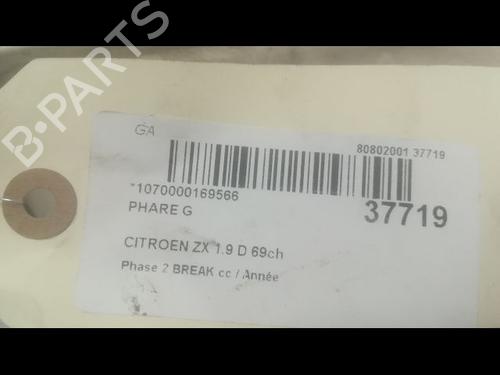 B-PARTS
GA
80802001 37719
*1070000169566
PHARE G
37719
CITROEN ZX 1.9 D 69ch
Phase 2 BREAK cc / Année